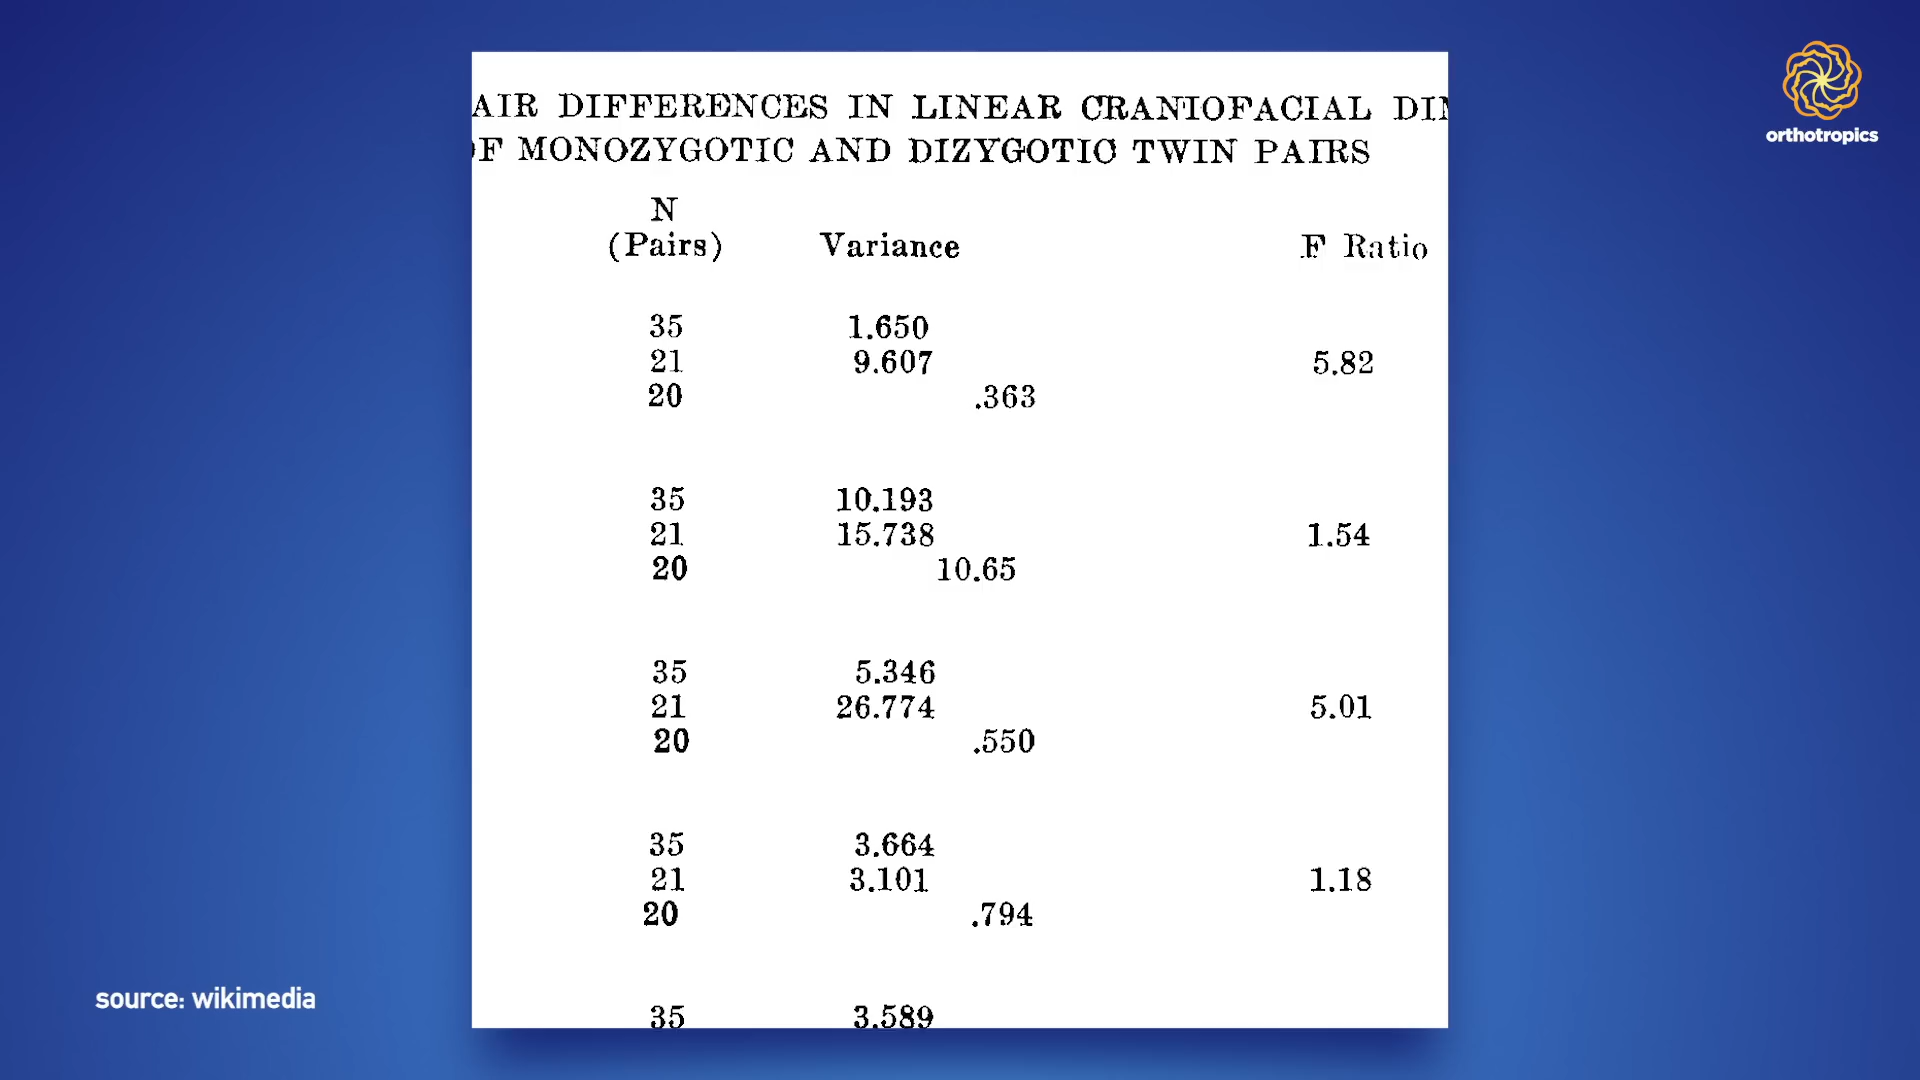 AIR DIFFERENCES IN LINEAR CRANIOFACIAL
OF MONOZYGOTIC AND DIZYGOTIC TWIN PAIRS
N
(Pairs) Variance F Ratio
35 1.650
21 9.607 5.82
20 .363
35 10.193
21 15.738 1.54
20 10.65
35 5.346
21 26.774 5.01
20 .550
35 3.664
21 3.101 1.18
20 .794
35 3.589
orthotropics
source: wikimedia